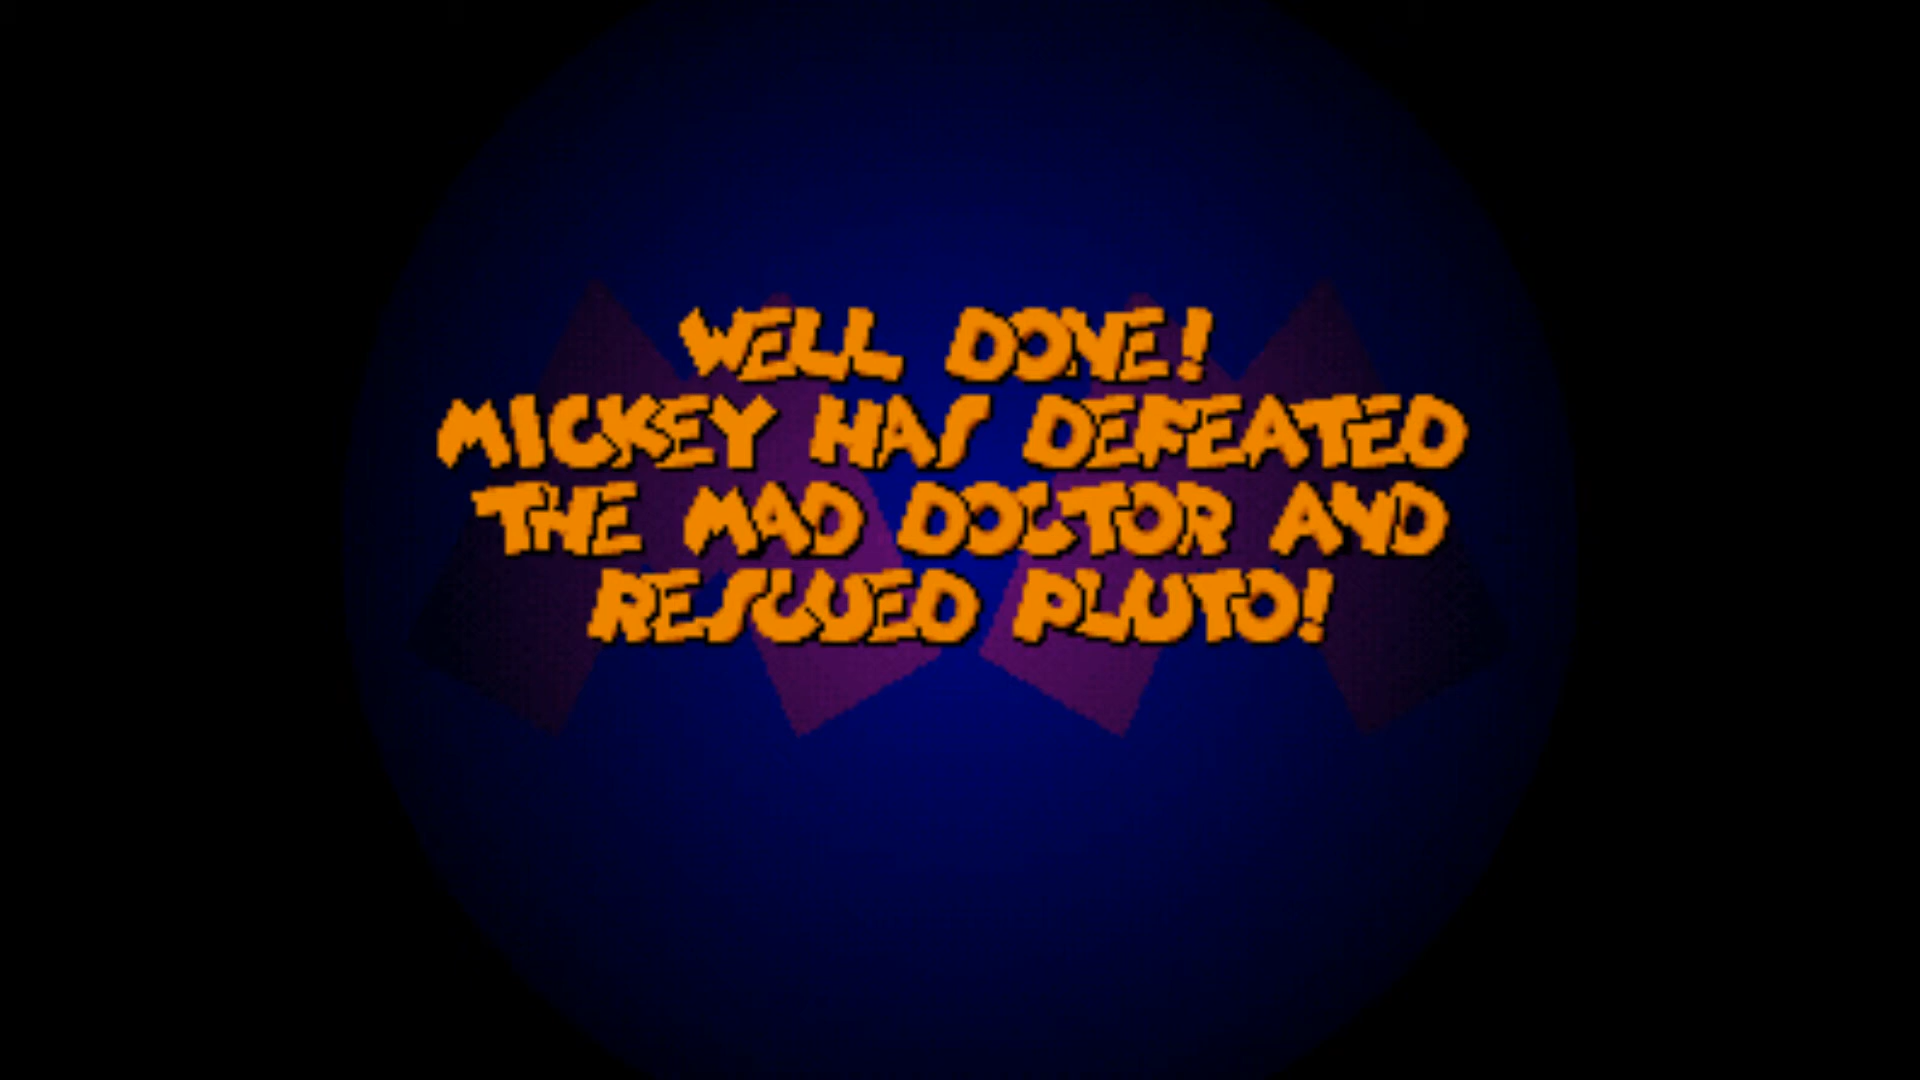 WELL DONE!
MICKEY HAS DEFEATED
THE MAD DOCTOR AND
RESCUED PLUTO!